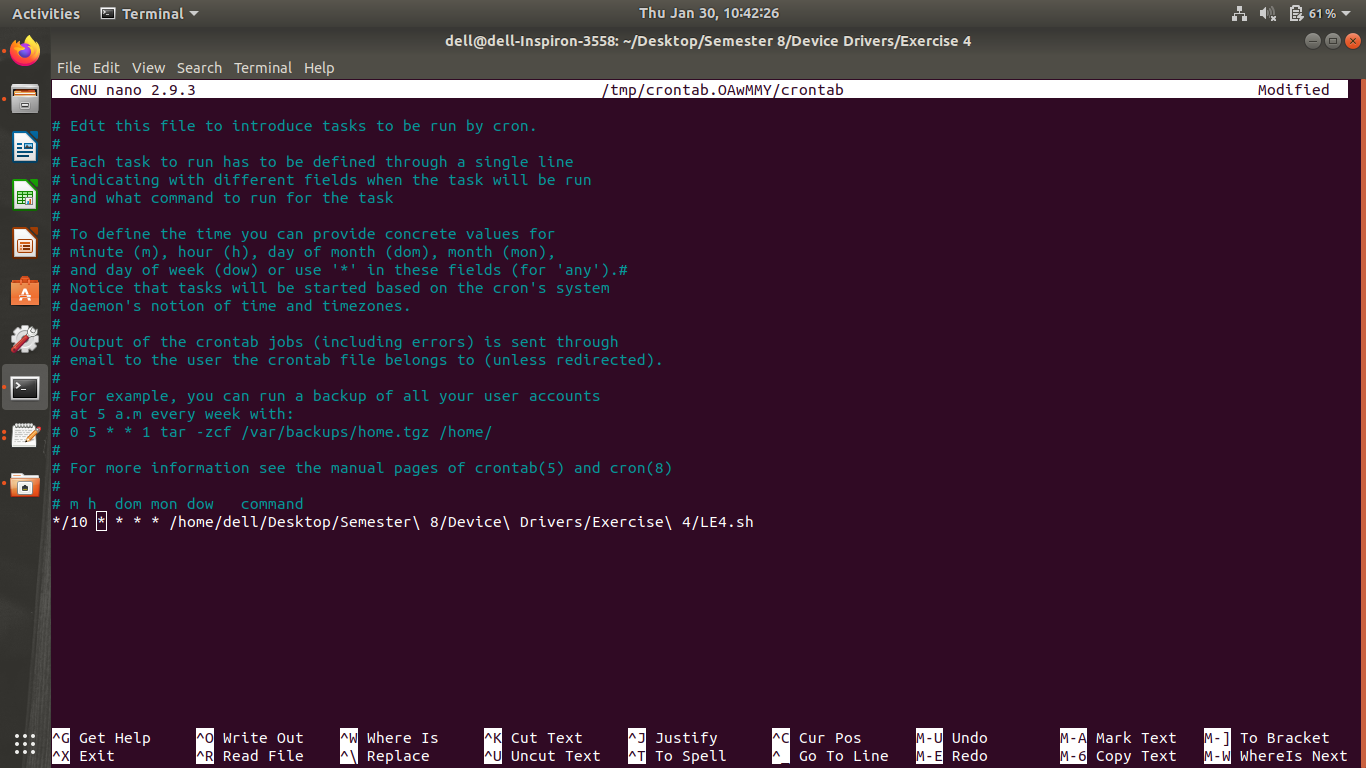 Activities Terminal Thu Jan 30, 10:42:26 61%
dell@dell-Inspiron-3558: ~/Desktop/Semester 8/Device Drivers/Exercise 4
File Edit View Search Terminal Help
GNU nano 2.9.3 /tmp/crontab.OAwMMY/crontab Modified
# Edit this file to introduce tasks to be run by cron.
#
# Each task to run has to be defined through a single line
# indicating with different fields when the task will be run
# and what command to run for the task
#
# To define the time you can provide concrete values for
# minute (m), hour (h), day of month (dom), month (mon),
# and day of week (dow) or use '*' in these fields (for 'any').#
# Notice that tasks will be started based on the cron's system
# daemon's notion of time and timezones.
#
# Output of the crontab jobs (including errors) is sent through
# email to the user the crontab file belongs to (unless redirected).
#
# For example, you can run a backup of all your user accounts
# at 5 a.m every week with:
# 0 5 * * 1 tar -zcf /var/backups/home.tgz /home/
#
# For more information see the manual pages of crontab(5) and cron(8)
#
# m h  dom mon dow   command
*/10 * * * * /home/dell/Desktop/Semester\ 8/Device\ Drivers/Exercise\ 4/LE4.sh
^G Get Help ^O Write Out ^W Where Is ^K Cut Text ^J Justify ^C Cur Pos M-U Undo M-A Mark Text M-] To Bracket
^X Exit ^R Read File ^\ Replace ^U Uncut Text ^T To Spell ^_ Go To Line M-E Redo M-6 Copy Text M-W WhereIs Next